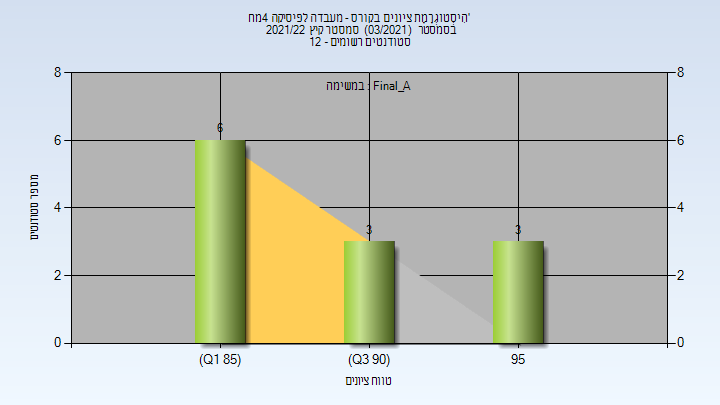 הִיסְטוֹגְרָמַת ציונים בקורס - מעבדה לפיסיקה 4מח'
בסמסטר (03/2021) סמסטר קיץ 2021/22
סטודנטים רשומים - 12
במשימה : Final_A
8 8
6 6
4 4
2 2
0 0
6 3 3
מספר סטודנטים
(Q1 85) (Q3 90) 95
טווח ציונים